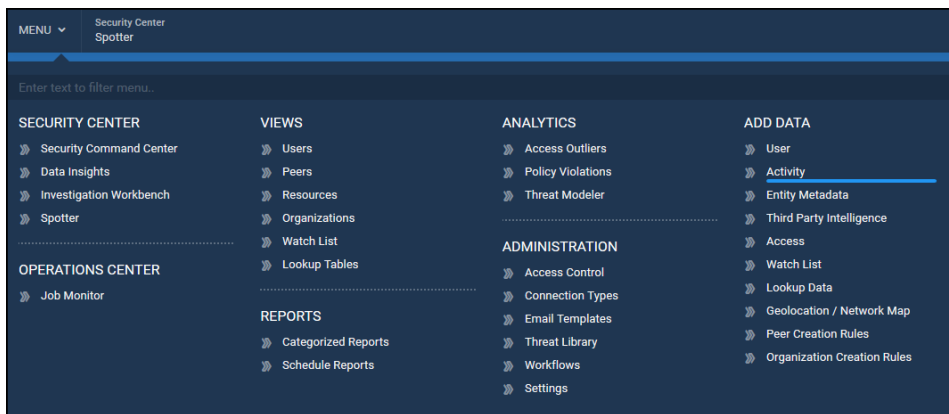 MENU
Security Center
Spotter
Enter text to filter menu..
SECURITY CENTER
Security Command Center
Data Insights
Investigation Workbench
Spotter
OPERATIONS CENTER
Job Monitor
VIEWS
Users
Peers
Resources
Organizations
Watch List
Lookup Tables
REPORTS
Categorized Reports
Schedule Reports
ANALYTICS
Access Outliers
Policy Violations
Threat Modeler
ADMINISTRATION
Access Control
Connection Types
Email Templates
Threat Library
Workflows
Settings
ADD DATA
User
Activity
Entity Metadata
Third Party Intelligence
Access
Watch List
Lookup Data
Geolocation / Network Map
Peer Creation Rules
Organization Creation Rules